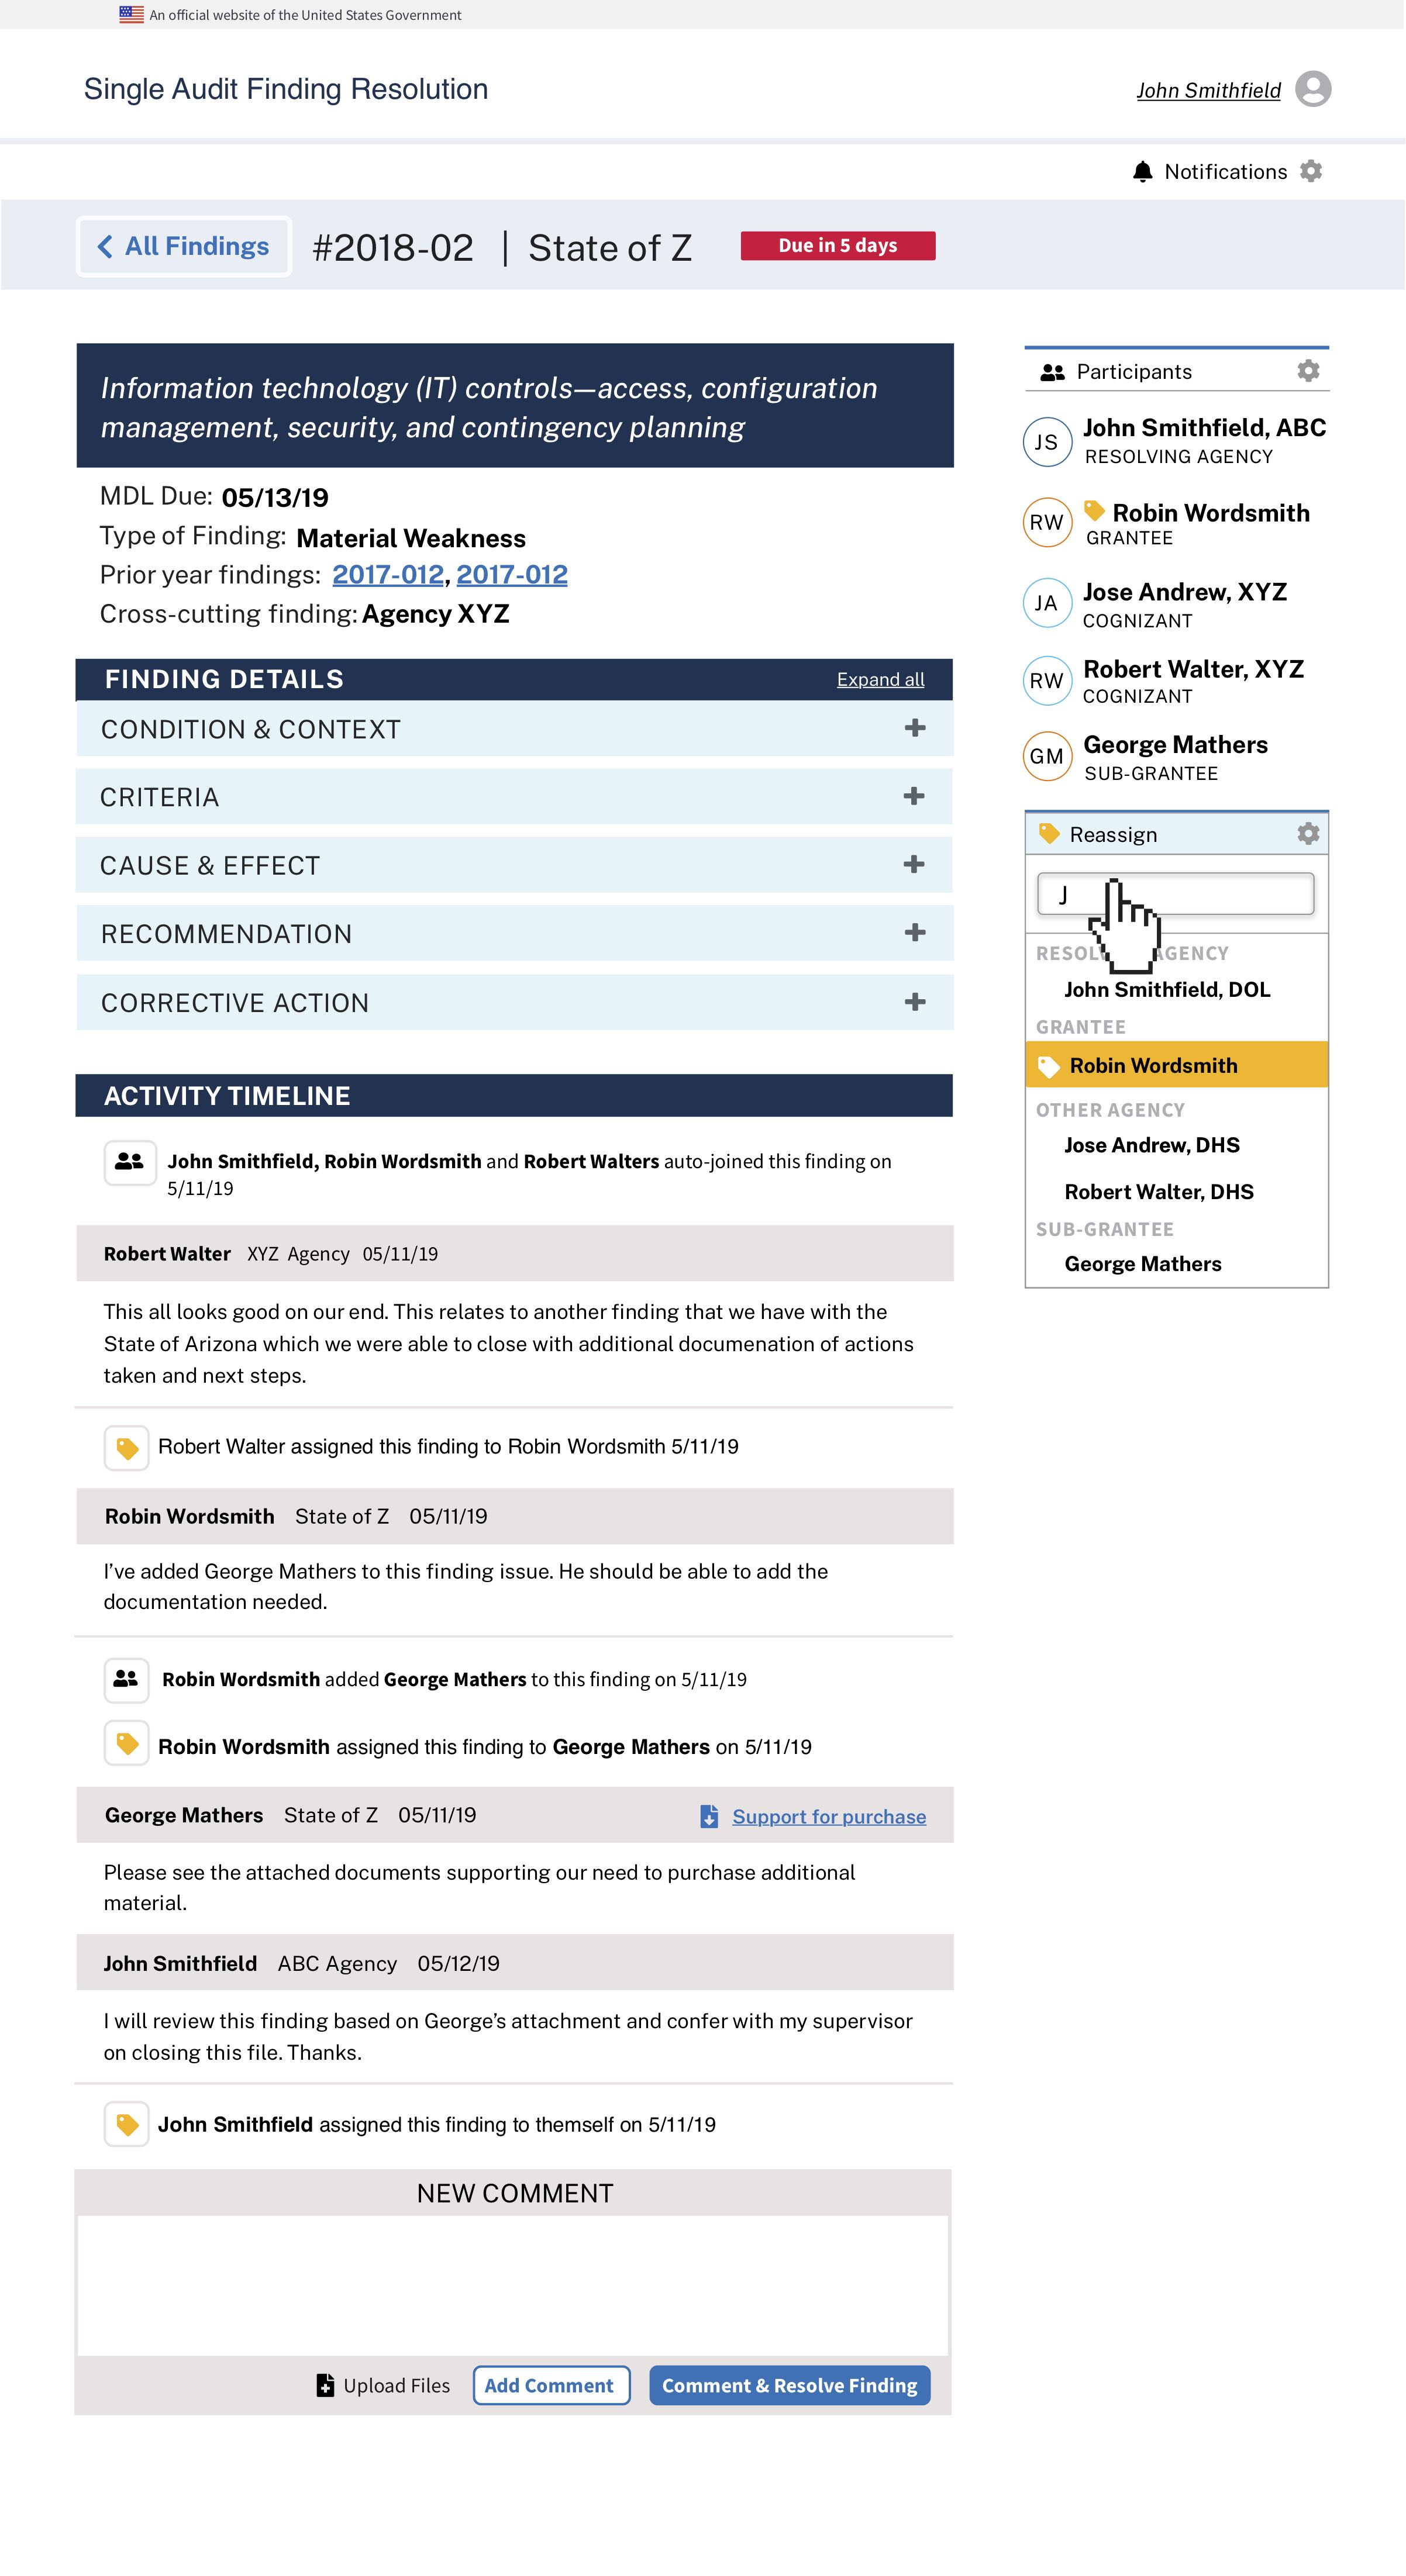 An official website of the United States Government
Single Audit Finding Resolution
John Smithfield
Notifications
All Findings
#2018-02 | State of Z
Due in 5 days
Information technology (IT) controls—access, configuration
management, security, and contingency planning
MDL Due: 05/13/19
Type of Finding: Material Weakness
Prior year findings: 2017-012, 2017-012
Cross-cutting finding: Agency XYZ
FINDING DETAILS
Expand all
CONDITION & CONTEXT
CRITERIA
CAUSE & EFFECT
RECOMMENDATION
CORRECTIVE ACTION
ACTIVITY TIMELINE
John Smithfield, Robin Wordsmith and Robert Walters auto-joined this finding on
5/11/19
Robert Walter XYZ Agency 05/11/19
This all looks good on our end. This relates to another finding that we have with the
State of Arizona which we were able to close with additional documenation of actions
taken and next steps.
Robert Walter assigned this finding to Robin Wordsmith 5/11/19
Robin Wordsmith State of Z 05/11/19
I’ve added George Mathers to this finding issue. He should be able to add the
documentation needed.
Robin Wordsmith added George Mathers to this finding on 5/11/19
Robin Wordsmith assigned this finding to George Mathers on 5/11/19
George Mathers State of Z 05/11/19
Support for purchase
Please see the attached documents supporting our need to purchase additional
material.
John Smithfield ABC Agency 05/12/19
I will review this finding based on George’s attachment and confer with my supervisor
on closing this file. Thanks.
John Smithfield assigned this finding to themself on 5/11/19
NEW COMMENT
Upload Files
Add Comment
Comment & Resolve Finding
Participants
JS
John Smithfield, ABC
RESOLVING AGENCY
RW
Robin Wordsmith
GRANTEE
JA
Jose Andrew, XYZ
COGNIZANT
RW
Robert Walter, XYZ
COGNIZANT
GM
George Mathers
SUB-GRANTEE
Reassign
J
AGENCY
John Smithfield, DOL
GRANTEE
Robin Wordsmith
OTHER AGENCY
Jose Andrew, DHS
Robert Walter, DHS
SUB-GRANTEE
George Mathers